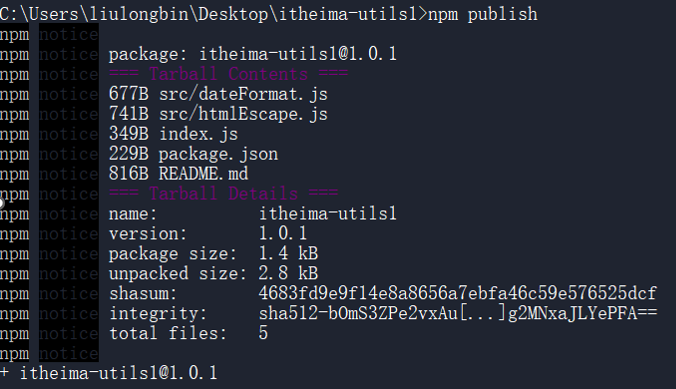 C:\Users\liulongbin\Desktop\itheima-utils1>npm publish
npm notice
npm notice package: itheima-utils1@1.0.1
npm notice === Tarball Contents ===
npm notice 677B src/dateFormat.js
npm notice 741B src/htmlEscape.js
npm notice 349B index.js
npm notice 229B package.json
npm notice 816B README.md
npm notice === Tarball Details ===
npm notice name: itheima-utils1
npm notice version: 1.0.1
npm notice package size: 1.4 kB
npm notice unpacked size: 2.8 kB
npm notice shasum: 4683fd9e9f14e8a8656a7ebfa46c59e576525dcf
npm notice integrity: sha512-bOmS3ZPe2vxAu[...]g2MNxaJLYePFA==
npm notice total files: 5
npm notice
+ itheima-utils1@1.0.1